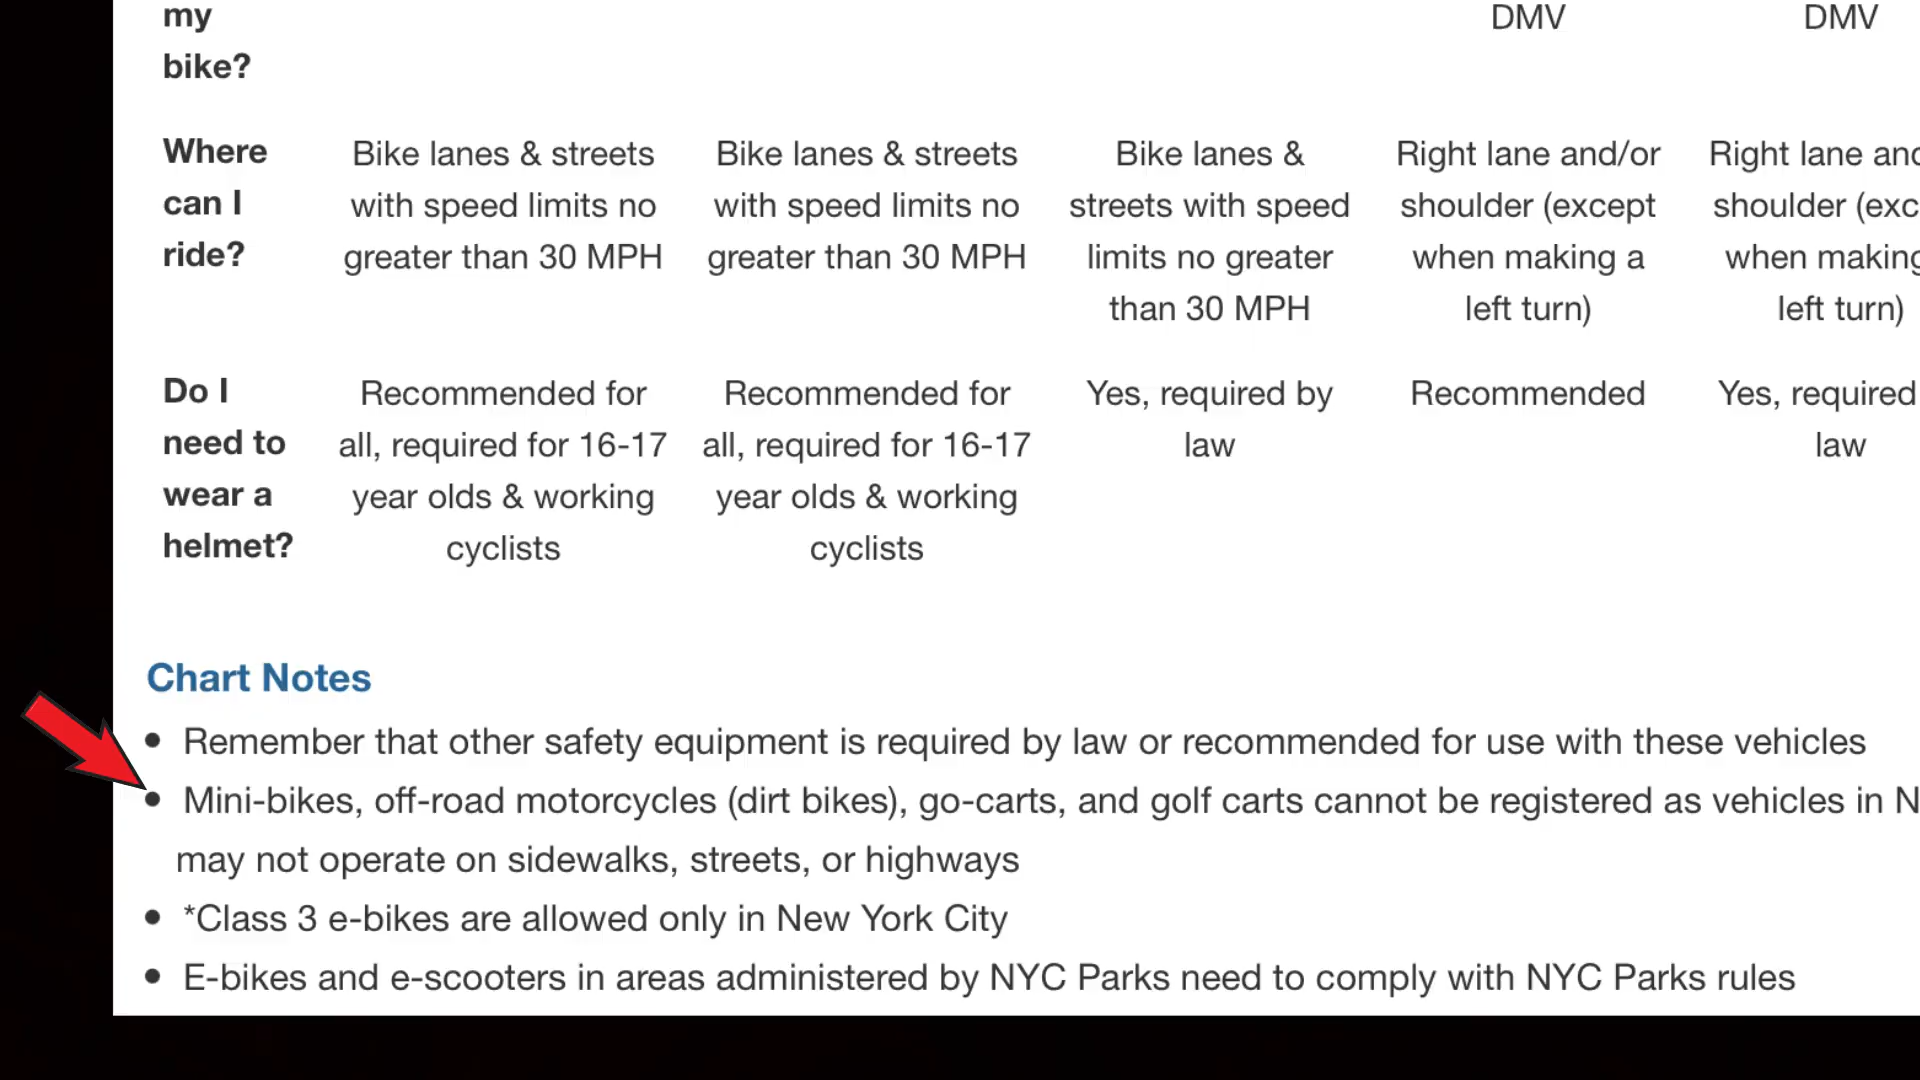 my
bike?
DMV
DMV
Where
can I
ride?
Bike lanes & streets
with speed limits no
greater than 30 MPH
Bike lanes & streets
with speed limits no
greater than 30 MPH
Bike lanes &
streets with speed
limits no greater
than 30 MPH
Right lane and/or
shoulder (except
when making a
left turn)
Right lane
shoulder
when making
left turn)
Do I
need to
wear a
helmet?
Recommended for
all, required for 16-17
year olds & working
cyclists
Recommended for
all, required for 16-17
year olds & working
cyclists
Yes, required by
law
Recommended
Yes, required
law
Chart Notes
• Remember that other safety equipment is required by law or recommended for use with these vehicles
• Mini-bikes, off-road motorcycles (dirt bikes), go-carts, and golf carts cannot be registered as vehicles in
may not operate on sidewalks, streets, or highways
• *Class 3 e-bikes are allowed only in New York City
• E-bikes and e-scooters in areas administered by NYC Parks need to comply with NYC Parks rules